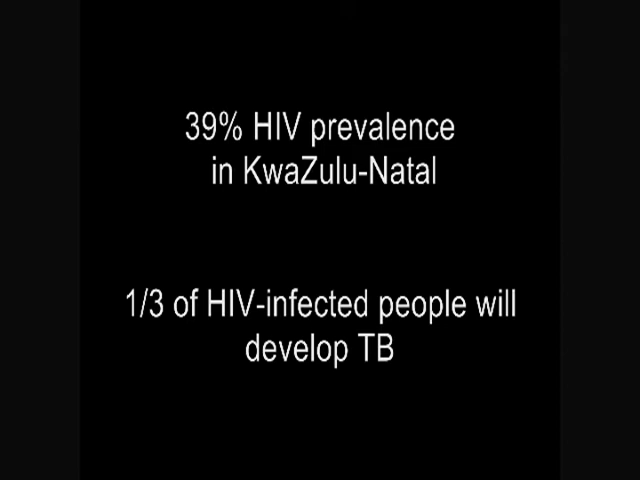 39% HIV prevalence
in KwaZulu-Natal
1/3 of HIV-infected people will
develop TB